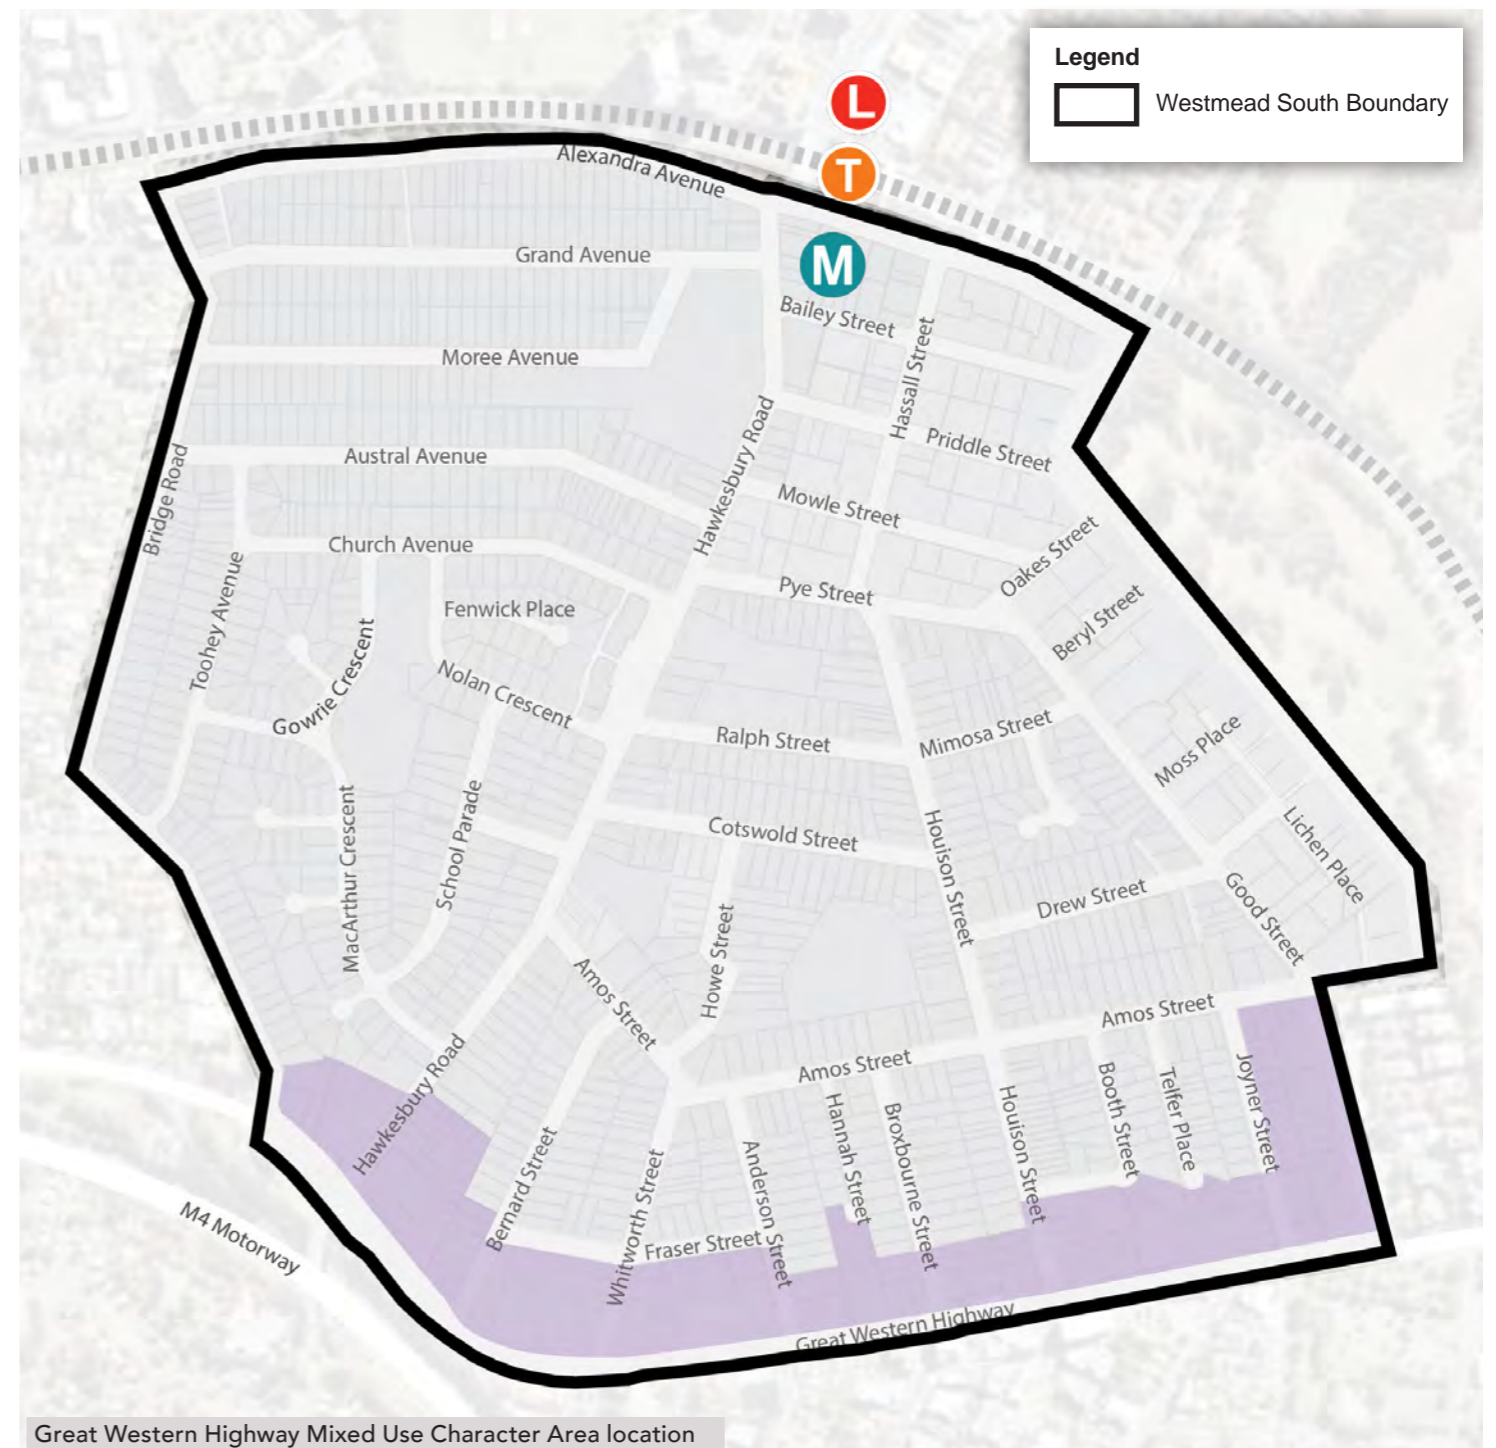 Legend
Westmead South Boundary
L
T
M
Alexandra Avenue
Grand Avenue
Bailey Street
Moree Avenue
Hassall Street
Hawkesbury Road
Priddle Street
Bridge Road
Austral Avenue
Mowle Street
Church Avenue
Oakes Street
Toohey Avenue
Fenwick Place
Pye Street
Beryl Street
Gowrie Crescent
Nolan Crescent
Ralph Street
Mimosa Street
Moss Place
MacArthur Crescent
School Parade
Cotswold Street
Houison Street
Lichen Place
Drew Street
Good Street
Howe Street
Amos Street
Amos Street
Amos Street
Hawkesbury Road
Joyner Street
Booth Street
Telfer Place
Houison Street
Hannah Street
Broxbourne Street
Anderson Street
Bernard Street
Whitworth Street
Fraser Street
M4 Motorway
Great Western Highway
Great Western Highway Mixed Use Character Area location